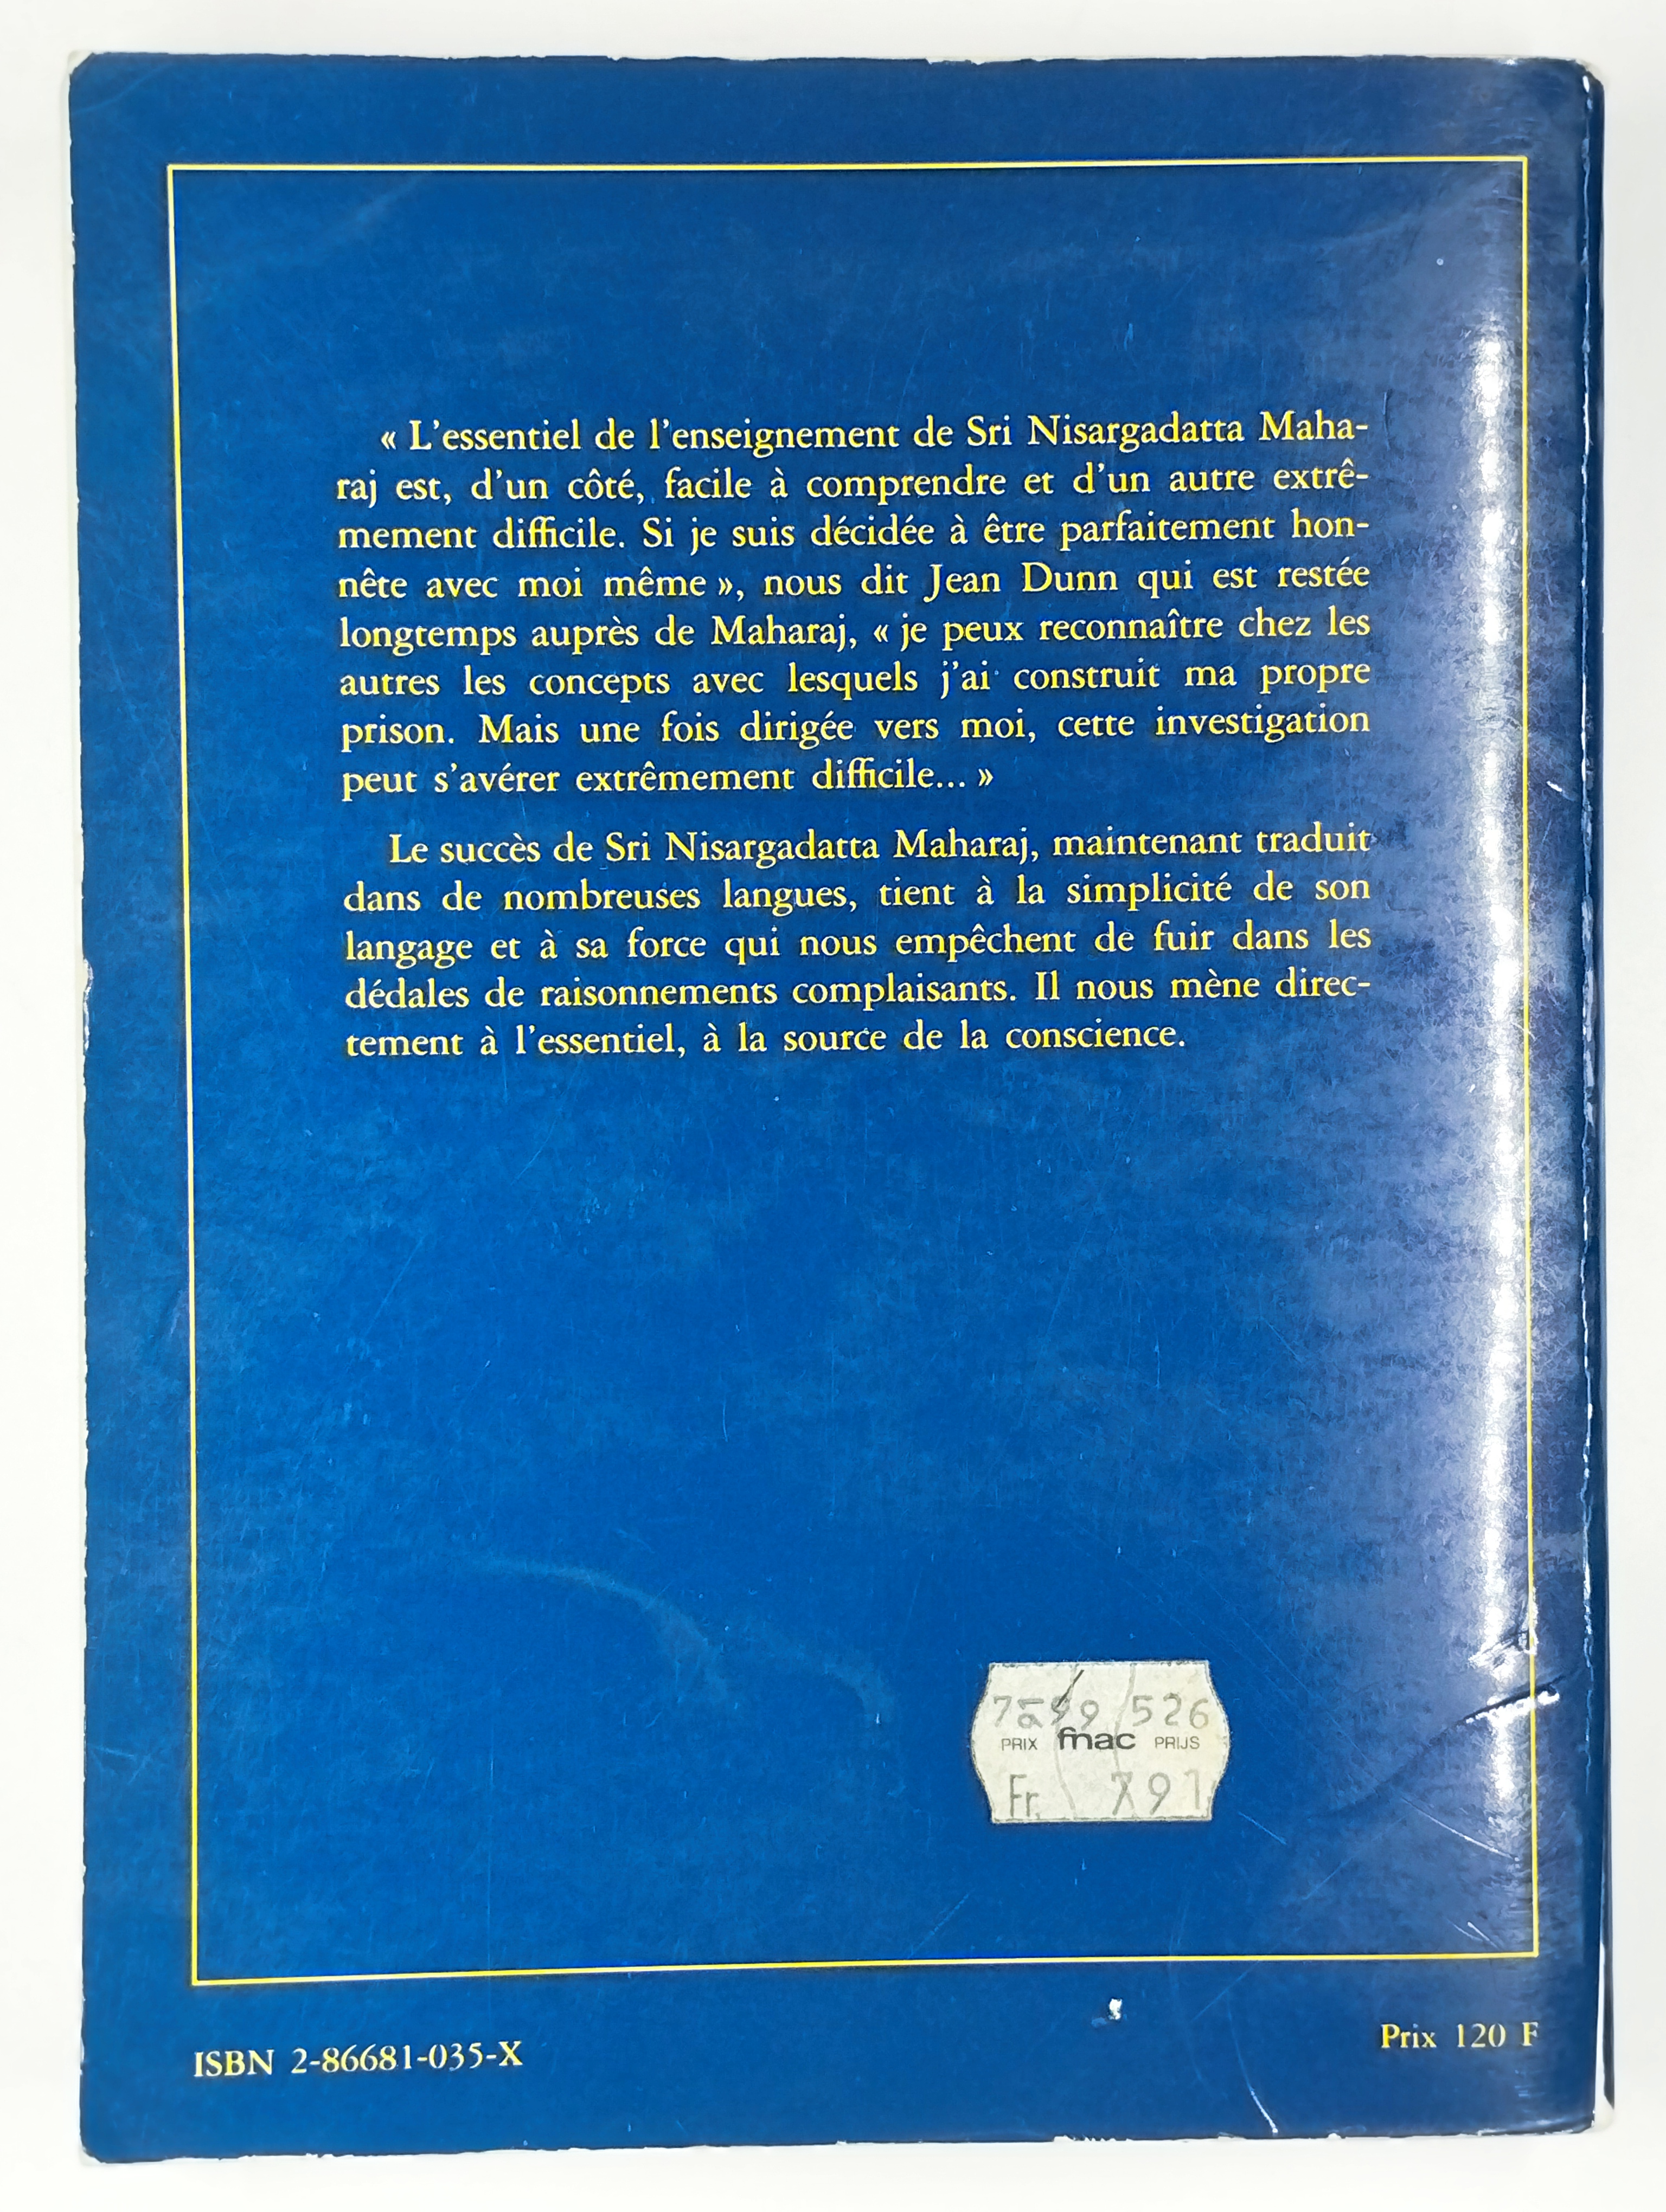 « L'essentiel de l'enseignement de Sri Nisargadatta Maha-
raj est, d'un côté, facile à comprendre et d'un autre extrê-
mement difficile. Si je suis décidée à être parfaitement hon-
nête avec moi même », nous dit Jean Dunn qui est restée
longtemps auprès de Maharaj, « je peux reconnaître chez les
autres les concepts avec lesquels j'ai construit ma propre
prison. Mais une fois dirigée vers moi, cette investigation
peut s'avérer extrêmement difficile... »
Le succès de Sri Nisargadatta Maharaj, maintenant traduit
dans de nombreuses langues, tient à la simplicité de son
langage et à sa force qui nous empêchent de fuir dans les
dédales de raisonnements complaisants. Il nous mène direc-
tement à l'essentiel, à la source de la conscience.
526
PRIX fnac PRIJS
Fr. 791
ISBN 2-86681-035-X
Prix 120 F